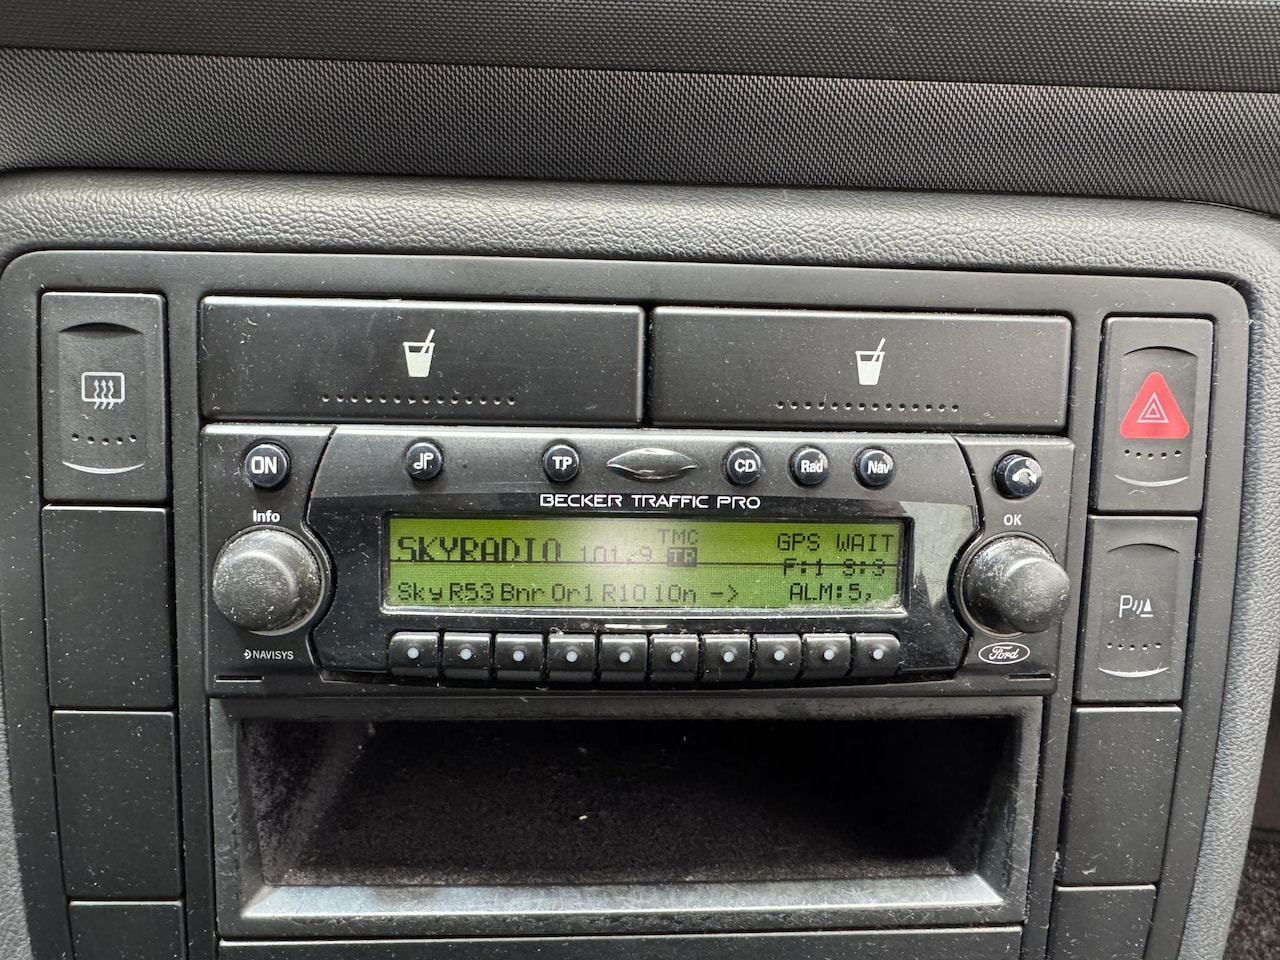 ON
TP
CD
Rad
Nav
BECKER TRAFFIC PRO
Info
OK
SKYRADIO 101.9 TMC TP GPS WAIT
F:1 S:3
Sky R53 Bnr Or1 R10 10n -> ALM:5,
NAVISYS
Ford
P